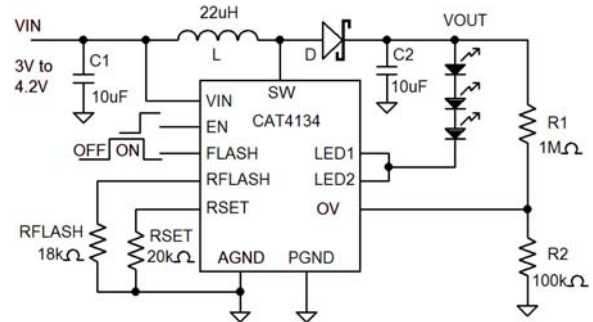 22uH
VIN
VOUT
L
D
3V to
4.2V
C1
10uF
C2
10uF
SW
VIN
CAT4134
EN
OFF
ON
FLASH
LED1
R1
1MΩ
RFLASH
LED2
RSET
OV
RFLASH
18kΩ
RSET
20kΩ
AGND
PGND
R2
100kΩ